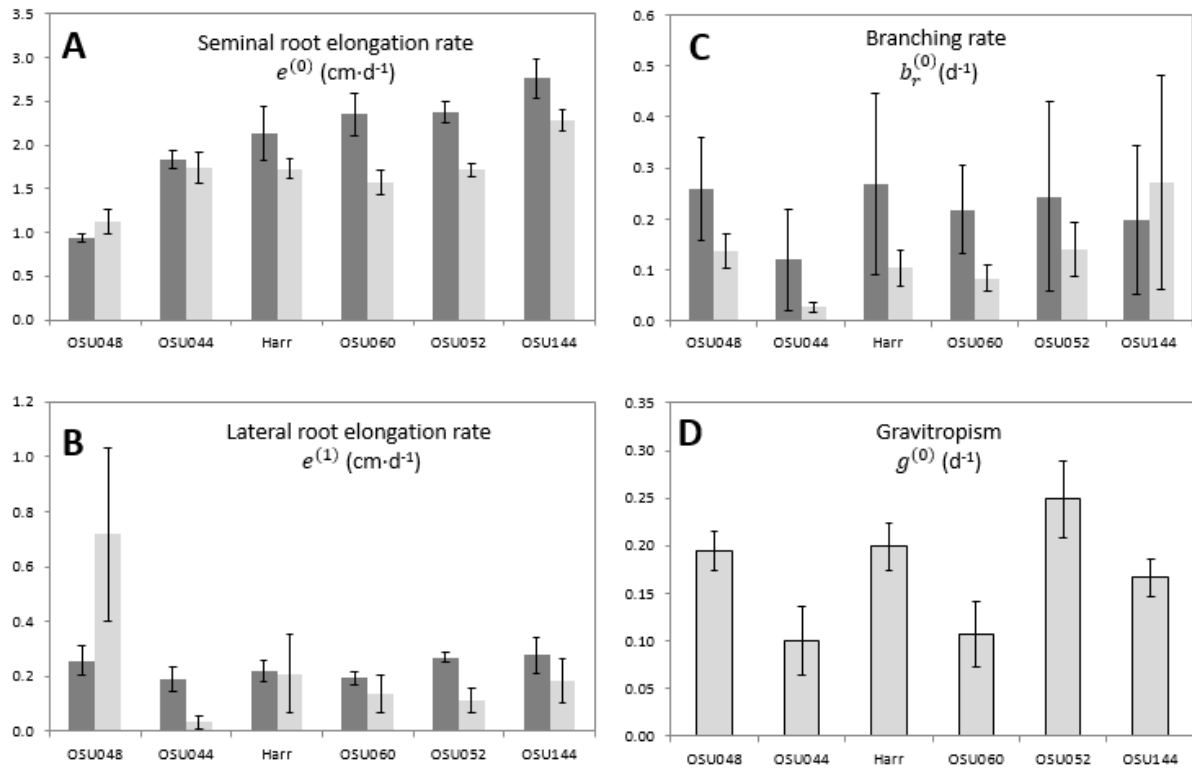 A
Seminal root elongation rate
e^(0) (cm·d⁻¹)
3.5
3.0
2.5
2.0
1.5
1.0
0.5
0.0
OSU048 OSU044 Harr OSU060 OSU052 OSU144
C
Branching rate
b_r^(0) (d⁻¹)
0.6
0.5
0.4
0.3
0.2
0.1
0.0
OSU048 OSU044 Harr OSU060 OSU052 OSU144
B
Lateral root elongation rate
e^(1) (cm·d⁻¹)
1.2
1.0
0.8
0.6
0.4
0.2
0.0
OSU048 OSU044 Harr OSU060 OSU052 OSU144
D
Gravitropism
g^(0) (d⁻¹)
0.35
0.30
0.25
0.20
0.15
0.10
0.05
0.00
OSU048 OSU044 Harr OSU060 OSU052 OSU144